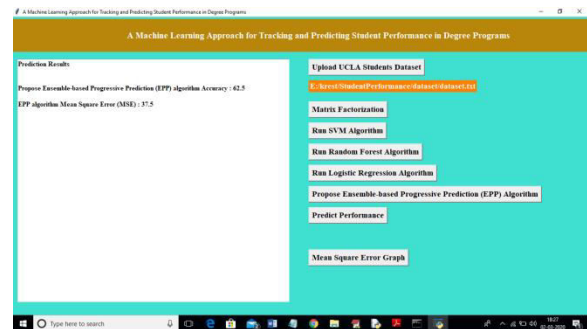 A Machine Learning Approach for Tracking and Predicting Student Performance in Degree Programs
A Machine Learning Approach for Tracking and Predicting Student Performance in Degree Programs
Prediction Results
Propose Ensemble-based Progressive Prediction (EPP) algorithm Accuracy : 62.5
EPP algorithm Mean Square Error (MSE) : 37.5
Upload UCLA Students Dataset
E:/krest/StudentPerformance/dataset/dataset.txt
Matrix Factorization
Run SVM Algorithm
Run Random Forest Algorithm
Run Logistic Regression Algorithm
Propose Ensemble-based Progressive Prediction (EPP) Algorithm
Predict Performance
Mean Square Error Graph
Type here to search
18:27